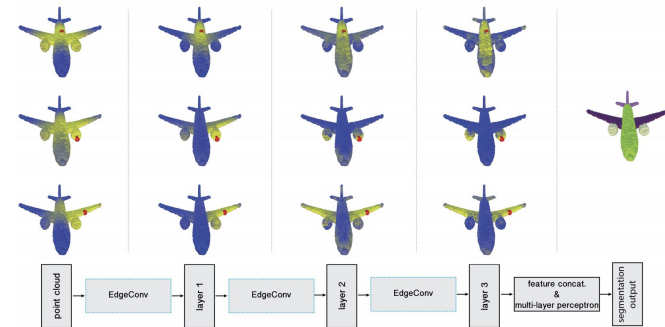 point cloud
EdgeConv
layer 1
EdgeConv
layer 2
EdgeConv
layer 3
feature concat.
&
multi-layer perceptron
segmentation
output